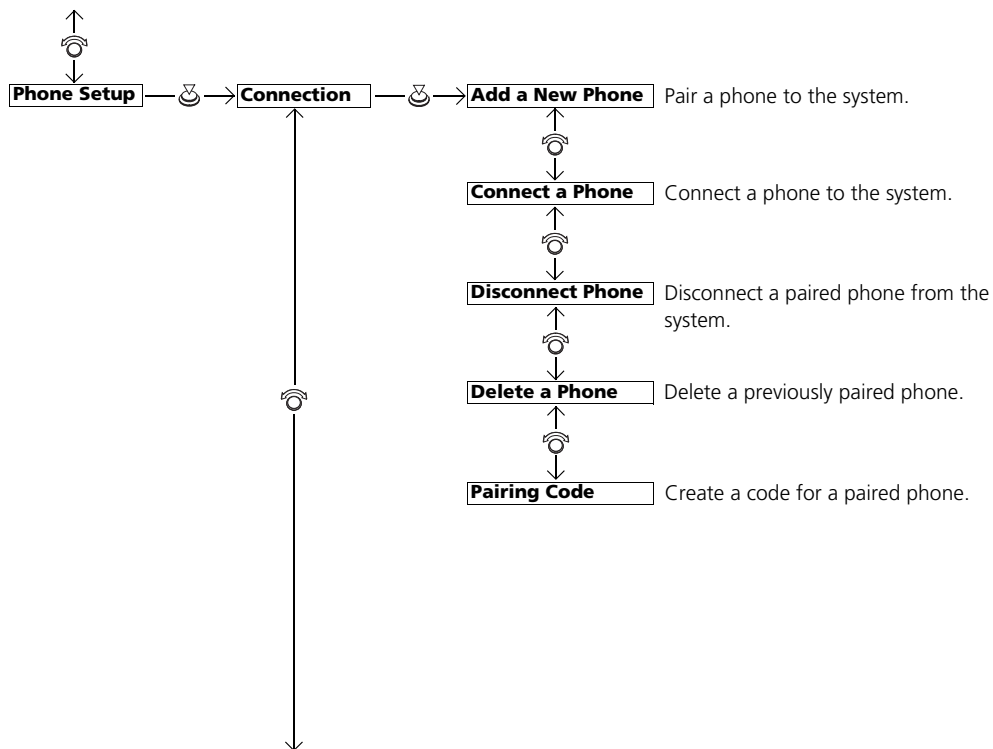 Phone Setup
Connection
Add a New Phone
Pair a phone to the system.
Connect a Phone
Connect a phone to the system.
Disconnect Phone
Disconnect a paired phone from the
system.
Delete a Phone
Delete a previously paired phone.
Pairing Code
Create a code for a paired phone.